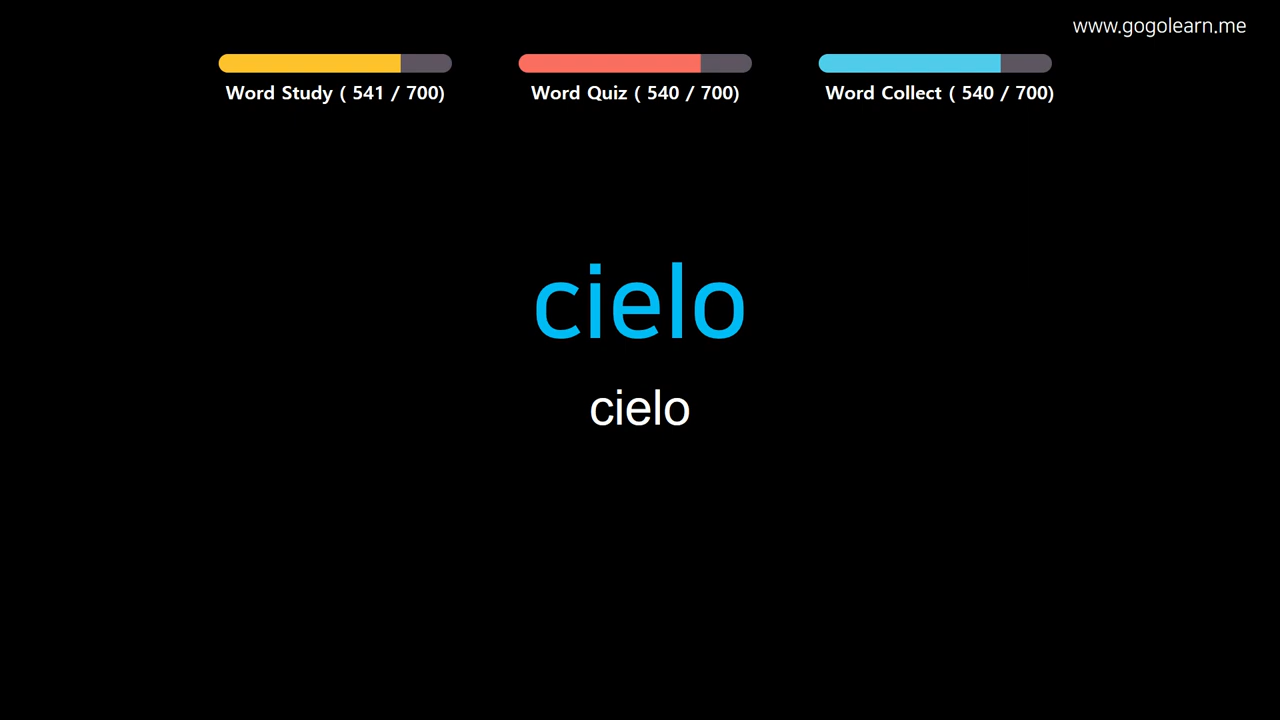 www.gogolearn.me
Word Study ( 541 / 700)
Word Quiz ( 540 / 700)
Word Collect ( 540 / 700)
cielo
cielo